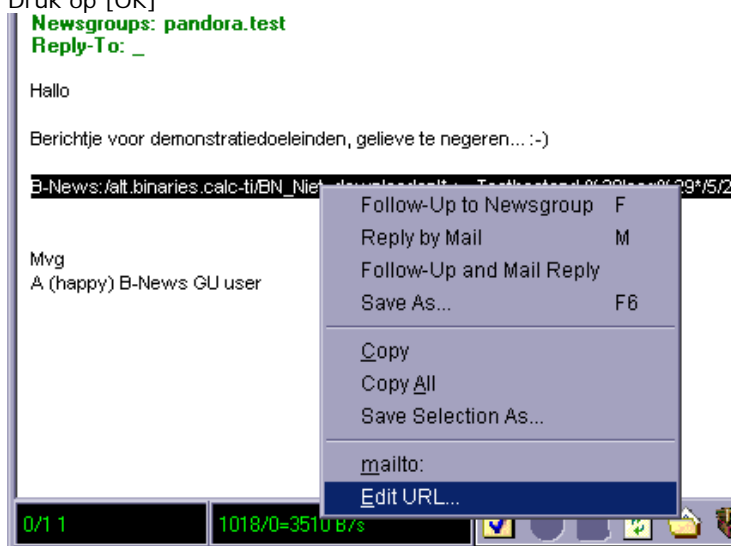 Druk op [OK]
Newsgroups: pandora.test
Reply-To: _
Hallo
Berichtje voor demonstratiedoeleinden, gelieve te negeren... :-)
B-News:/alt.binaries.calc-ti/BN_Niet
Follow-Up to Newsgroup F
Reply by Mail M
Follow-Up and Mail Reply
Save As... F6
Copy
Copy All
Save Selection As...
mailto:
Edit URL...
Mvg
A (happy) B-News GU user
0/1 1
1018/0=3510 B/s